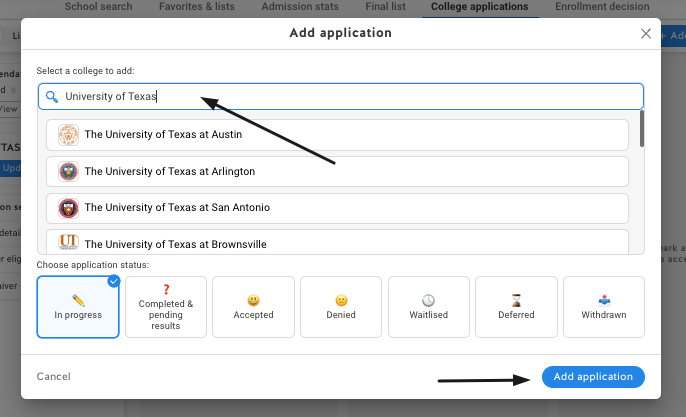 School search
Favorites & lists
Admission stats
Final list
College applications
Enrollment decision
Add application
Select a college to add:
University of Texas
The University of Texas at Austin
The University of Texas at Arlington
The University of Texas at San Antonio
UT
The University of Texas at Brownsville
Choose application status:
In progress
Completed &
pending
results
Accepted
Denied
Waitlised
Deferred
Withdrawn
Cancel
Add application